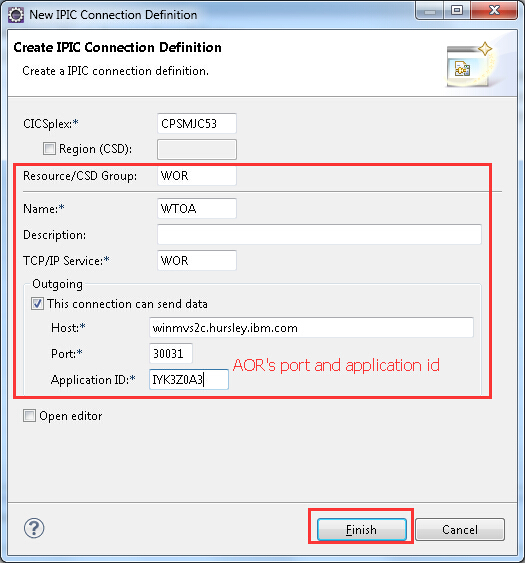 New IPIC Connection Definition
Create IPIC Connection Definition
Create a IPIC connection definition.
CICSplex:* CPSMJC53
Region (CSD):
Resource/CSD Group: WOR
Name:* WTOA
Description:
TCP/IP Service:* WOR
Outgoing
This connection can send data
Host:* winmvs2c.hursley.ibm.com
Port:* 30031
AOR's port and application id
Application ID:* IYK3Z0A3
Open editor
? Finish Cancel